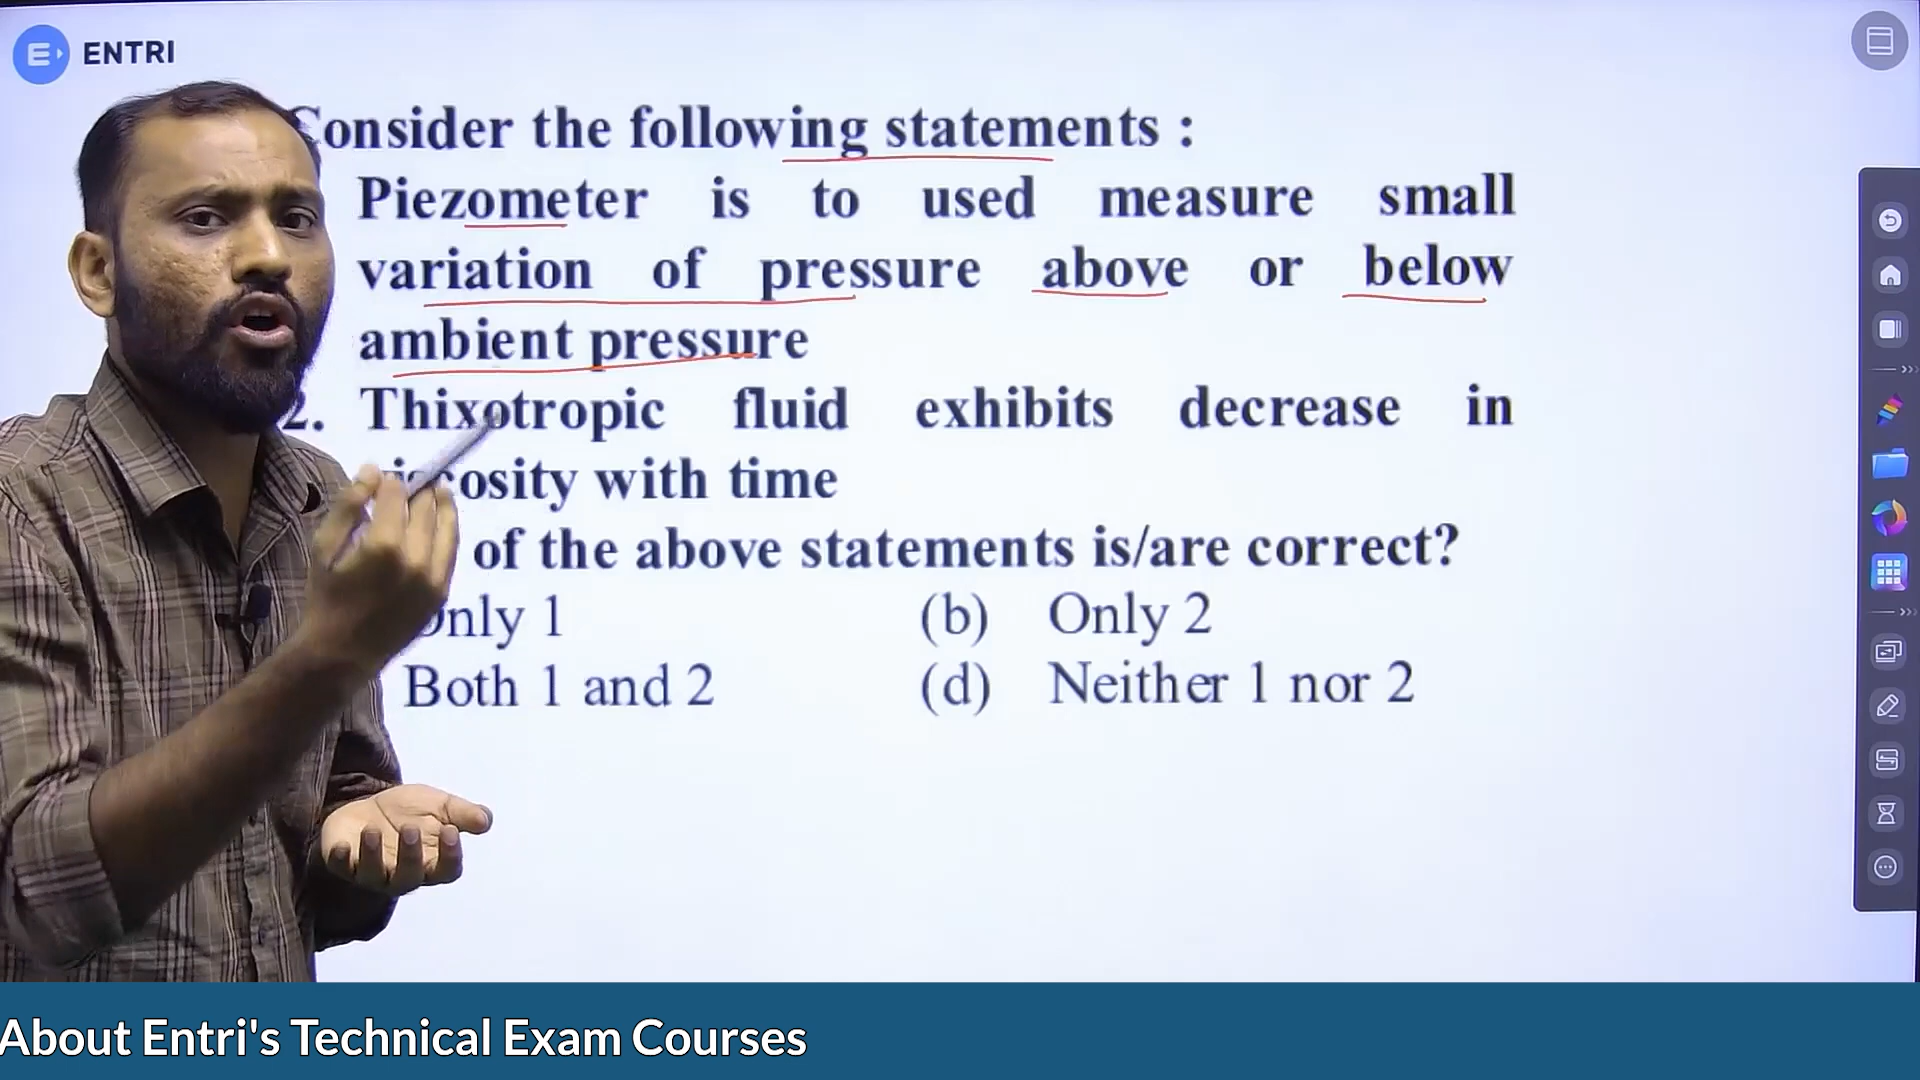 ENTRI
Consider the following statements :
Piezometer is to used measure small
variation of pressure above or below
ambient pressure
2. Thixotropic fluid exhibits decrease in
viscosity with time
of the above statements is/are correct?
Only 1 (b) Only 2
Both 1 and 2 (d) Neither 1 nor 2
About Entri's Technical Exam Courses